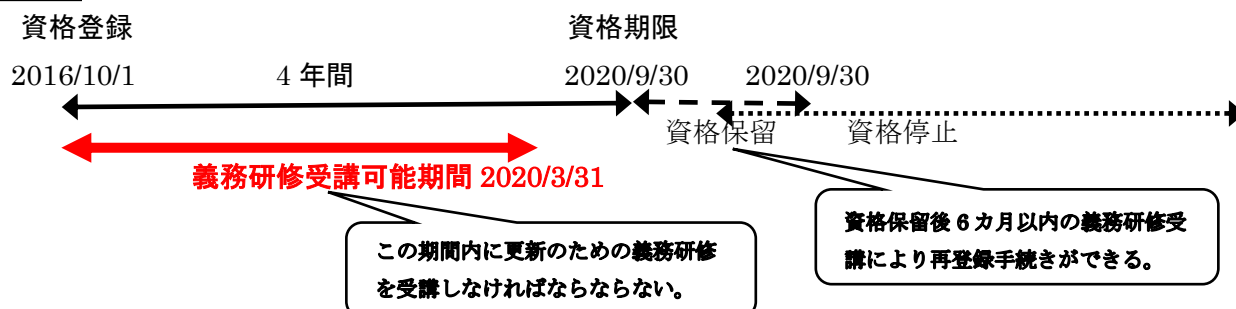 資格登録
資格期限
2016/10/1
4 年間
2020/9/30
2020/9/30
資格保留
資格停止
義務研修受講可能期間 2020/3/31
資格保留後 6 カ月以内の義務研修受
講により再登録手続きができる。
この期間内に更新のための義務研修
を受講しなければならならない。